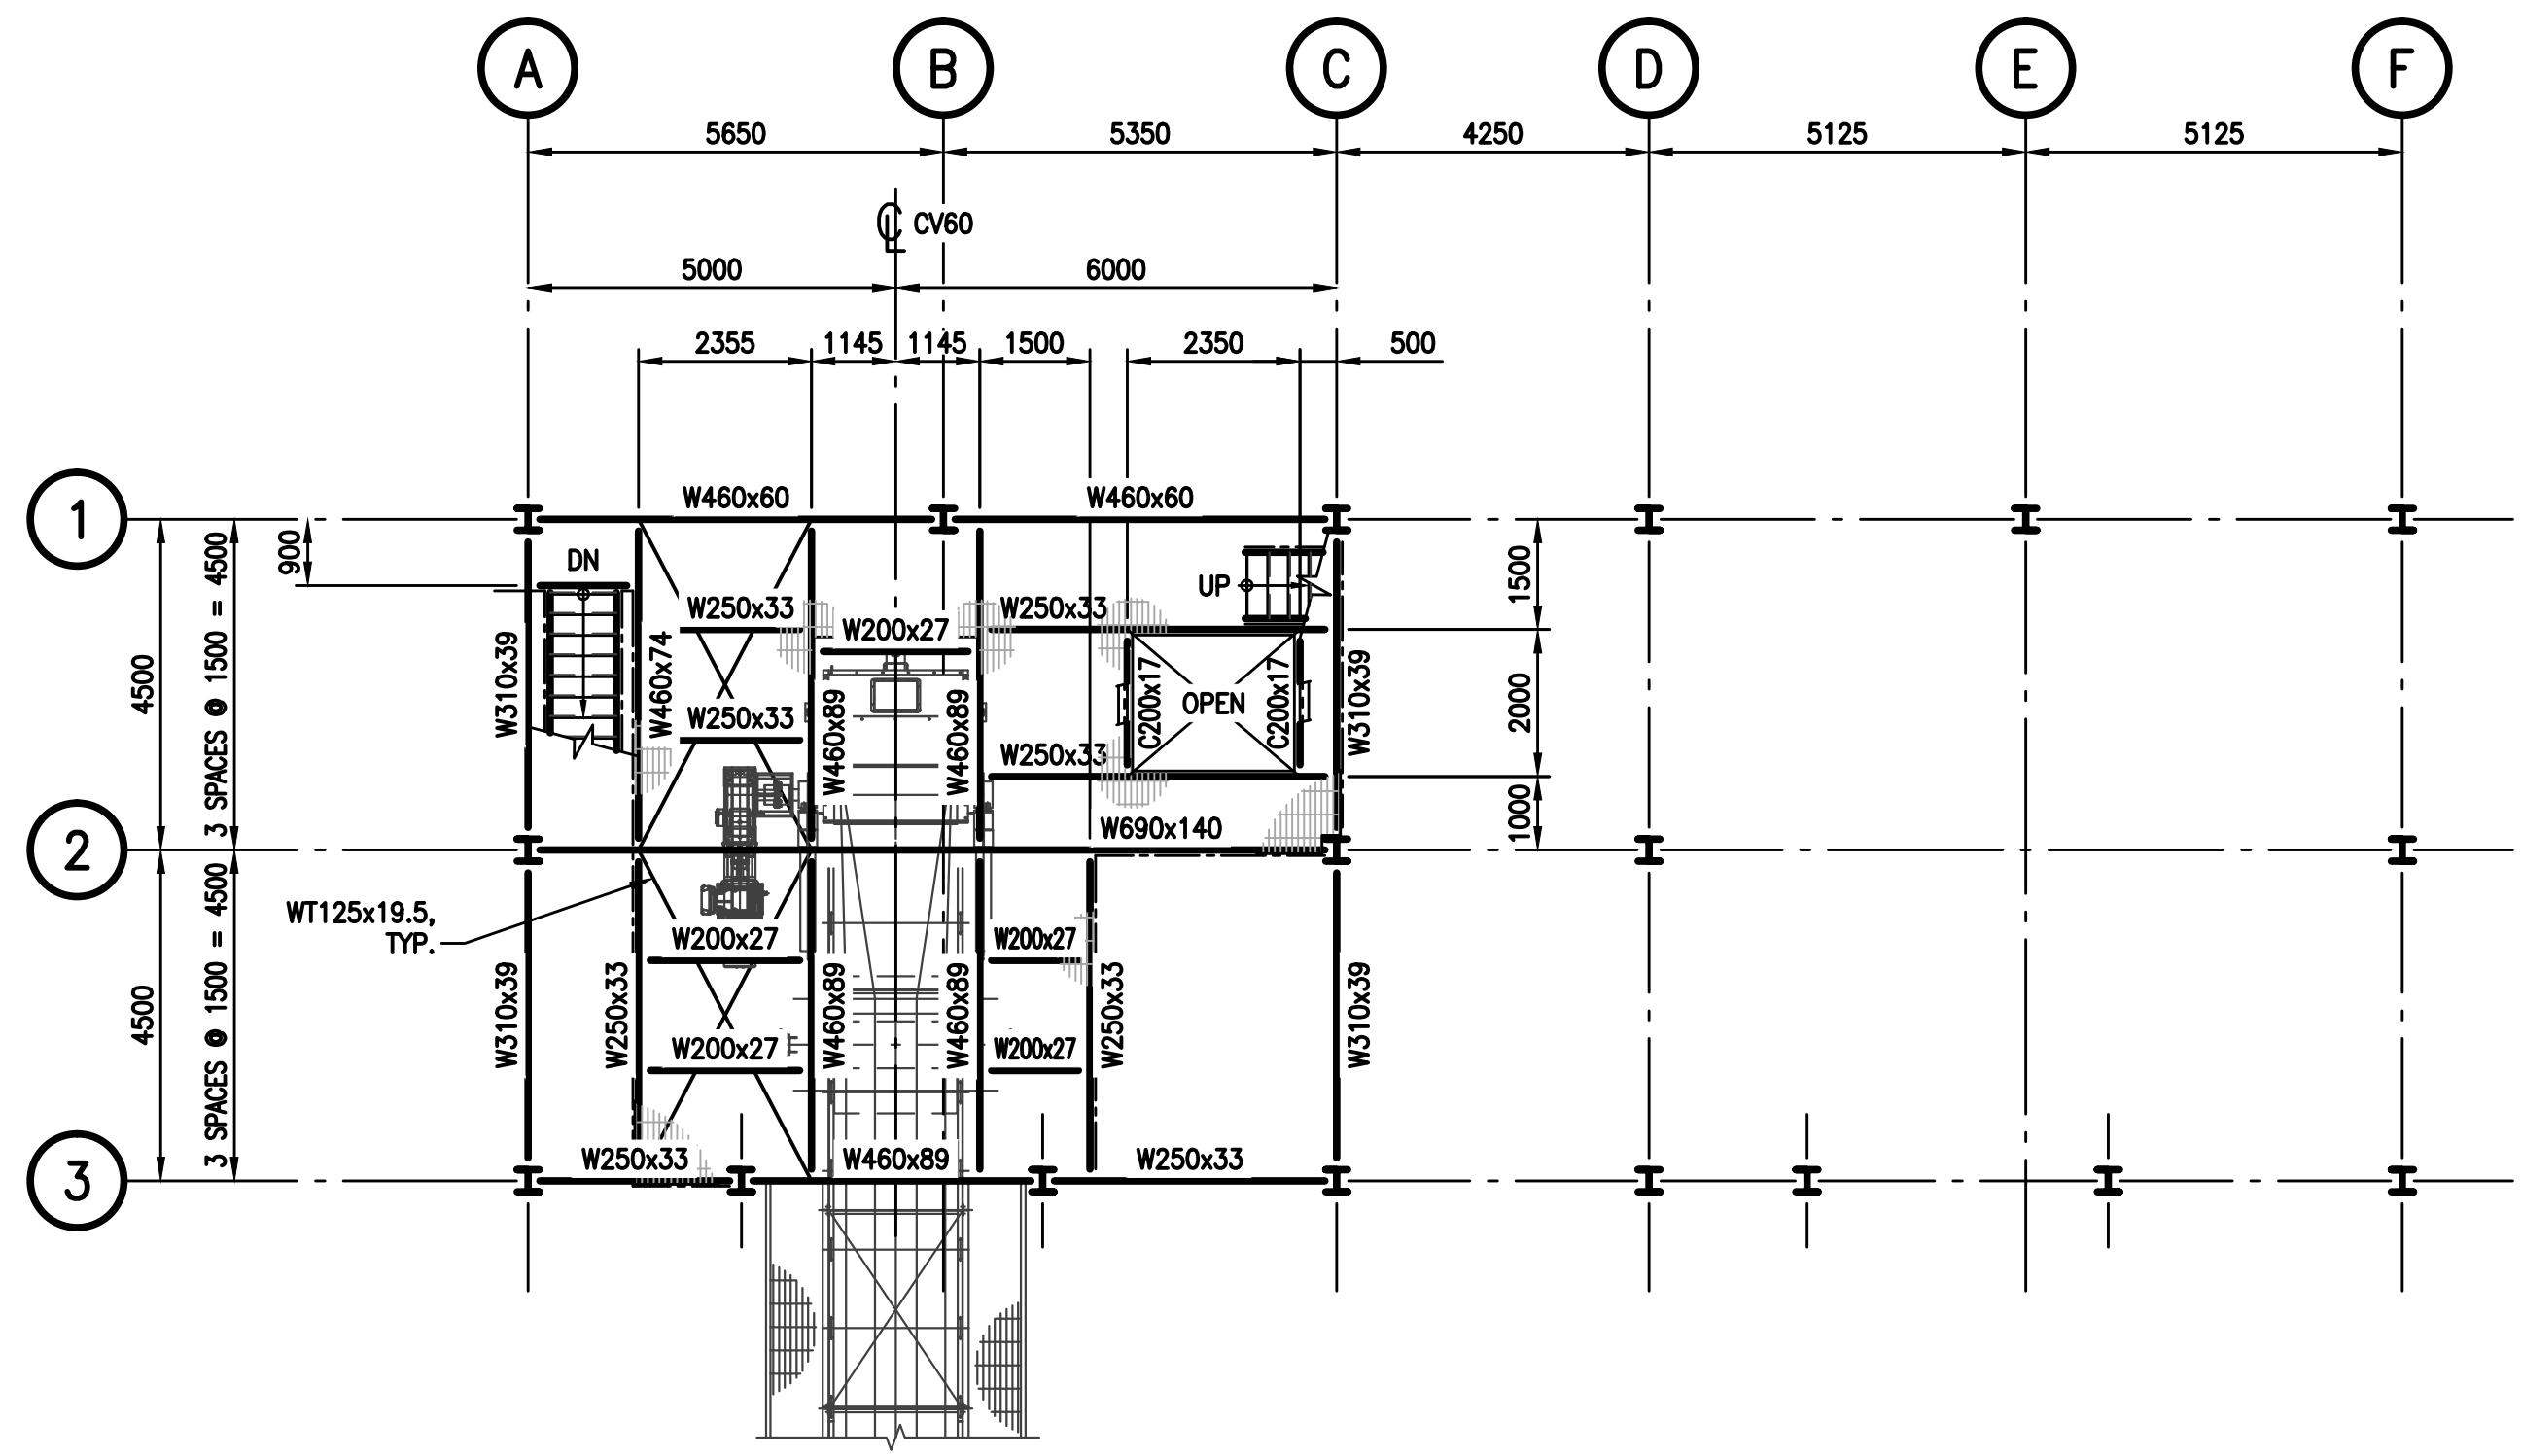 A B C D E F
5650 5350 4250 5125 5125
CL CV60
5000 6000
2355 1145 1145 1500 2350 500
1
W460x60 W460x60
900
3 SPACES @ 1500 = 4500
4500
DN
UP
1500
W250x33
W250x33
W200x27
W310x39
W460x74
W250x33
W460x89
W460x89
C200x17
OPEN
C200x17
W310x39
2000
W250x33
1000
W690x140
2
WT125x19.5,
TYP.
W200x27
W200x27
3 SPACES @ 1500 = 4500
4500
W310x39
W250x33
W460x89
W460x89
W250x33
W310x39
W200x27
W200x27
W250x33 W460x89 W250x33
3